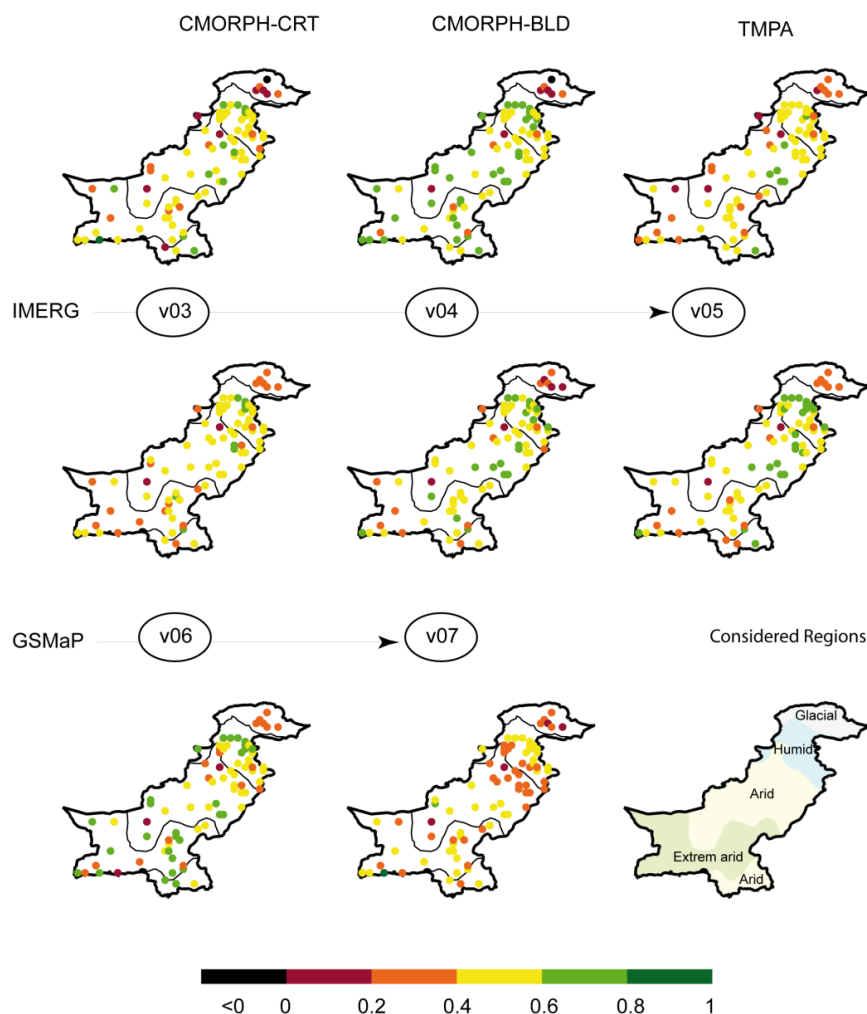 CMORPH-CRT CMORPH-BLD TMPA
IMERG v03 v04 v05
GSMaP v06 v07 Considered Regions
Glacial
Humid
Arid
Extrem arid
Arid
<0 0 0.2 0.4 0.6 0.8 1